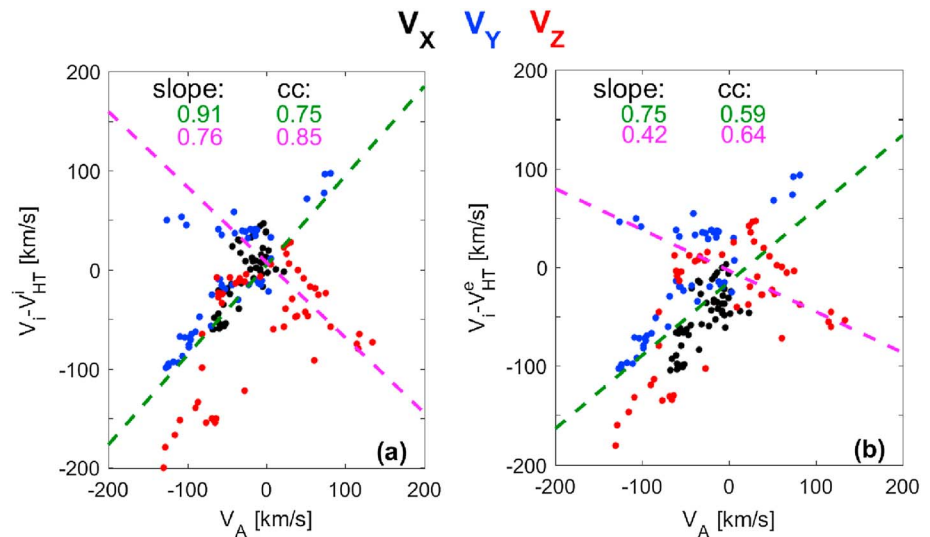 V_X V_Y V_Z
slope: cc:
0.91 0.75
0.76 0.85
200
100
0
-100
-200
V_i-V_HT^i [km/s]
-200 -100 0 100 200
V_A [km/s]
(a)
slope: cc:
0.75 0.59
0.42 0.64
200
100
0
-100
-200
V_i-V_HT^e [km/s]
-200 -100 0 100 200
V_A [km/s]
(b)